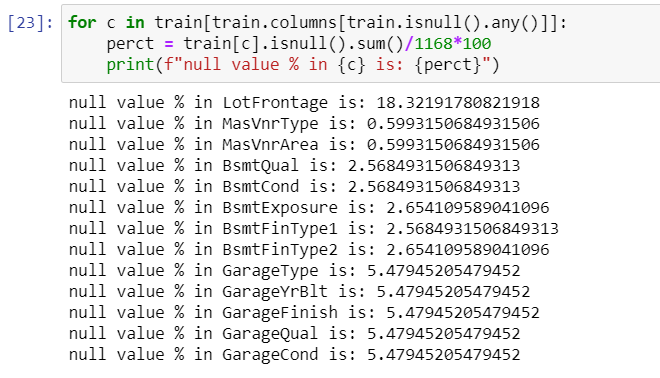 [23]: for c in train[train.columns[train.isnull().any()]]:
perct = train[c].isnull().sum()/1168*100
print(f"null value % in {c} is: {perct}")
null value % in LotFrontage is: 18.32191780821918
null value % in MasVnrType is: 0.5993150684931506
null value % in MasVnrArea is: 0.5993150684931506
null value % in BsmtQual is: 2.5684931506849313
null value % in BsmtCond is: 2.5684931506849313
null value % in BsmtExposure is: 2.654109589041096
null value % in BsmtFinType1 is: 2.5684931506849313
null value % in BsmtFinType2 is: 2.654109589041096
null value % in GarageType is: 5.47945205479452
null value % in GarageYrBlt is: 5.47945205479452
null value % in GarageFinish is: 5.47945205479452
null value % in GarageQual is: 5.47945205479452
null value % in GarageCond is: 5.47945205479452